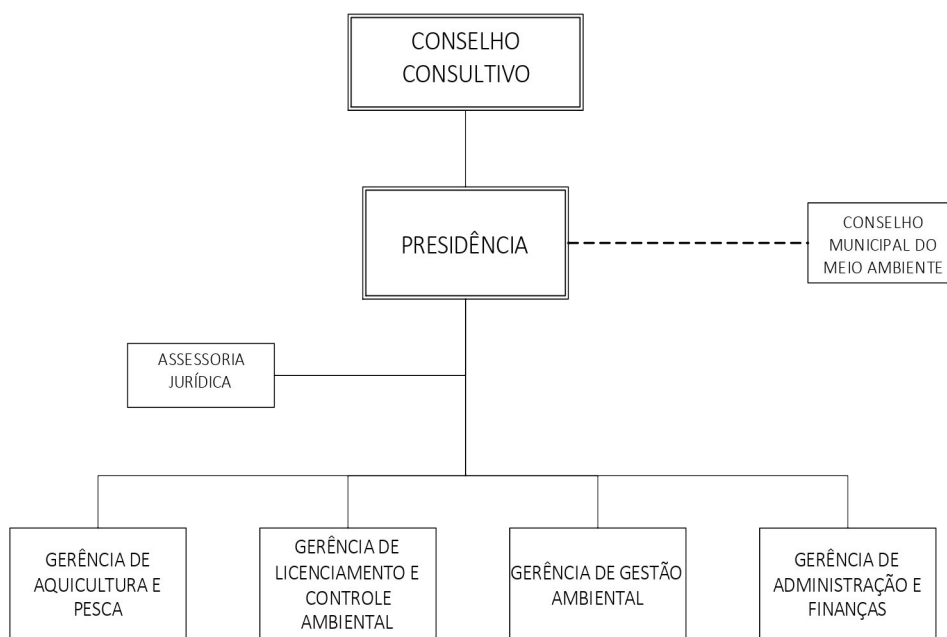 CONSELHO
CONSULTIVO
PRESIDÊNCIA
CONSELHO
MUNICIPAL DO
MEIO AMBIENTE
ASSESSORIA
JURÍDICA
GERÊNCIA DE
AQUICULTURA E
PESCA
GERÊNCIA DE
LICENCIAMENTO E
CONTROLE
AMBIENTAL
GERÊNCIA DE GESTÃO
AMBIENTAL
GERÊNCIA DE
ADMINISTRAÇÃO E
FINANÇAS